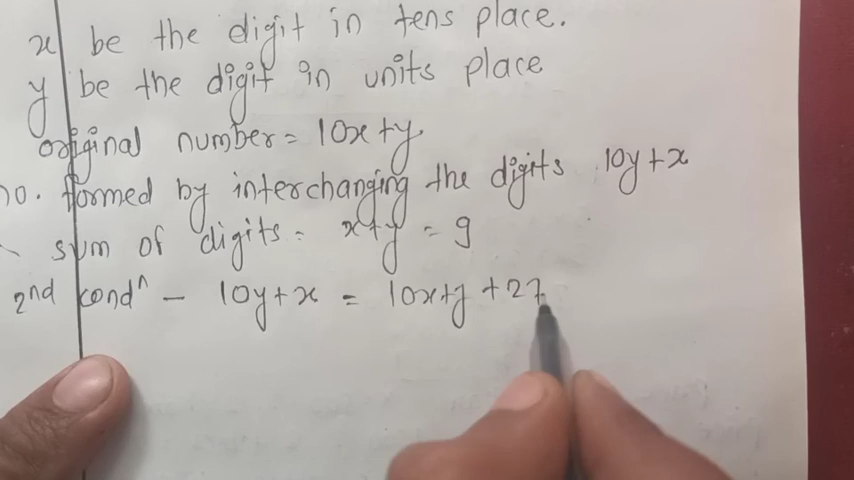 x be the digit in tens place.
y be the digit in units place
original number = 10x+y.
no. formed by interchanging the digits 10y+x
sum of digits = x+y = 9
2nd condn - 10y+x = 10x+y +27